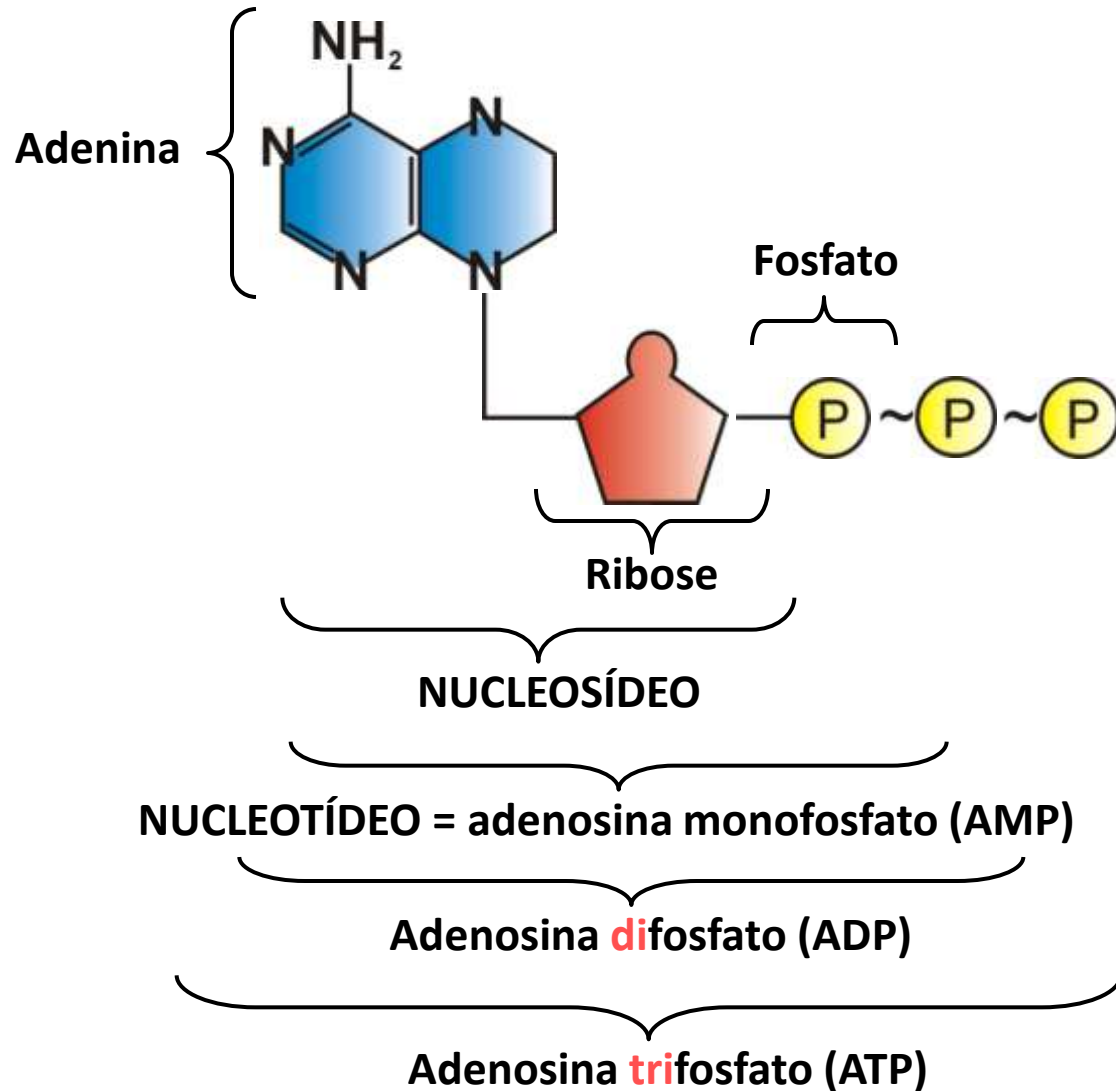 NH₂
N
N
Adenina
N
N
Fosfato
P ~ P ~ P
Ribose
NUCLEOSÍDEO
NUCLEOTÍDEO = adenosina monofosfato (AMP)
Adenosina difosfato (ADP)
Adenosina trifosfato (ATP)